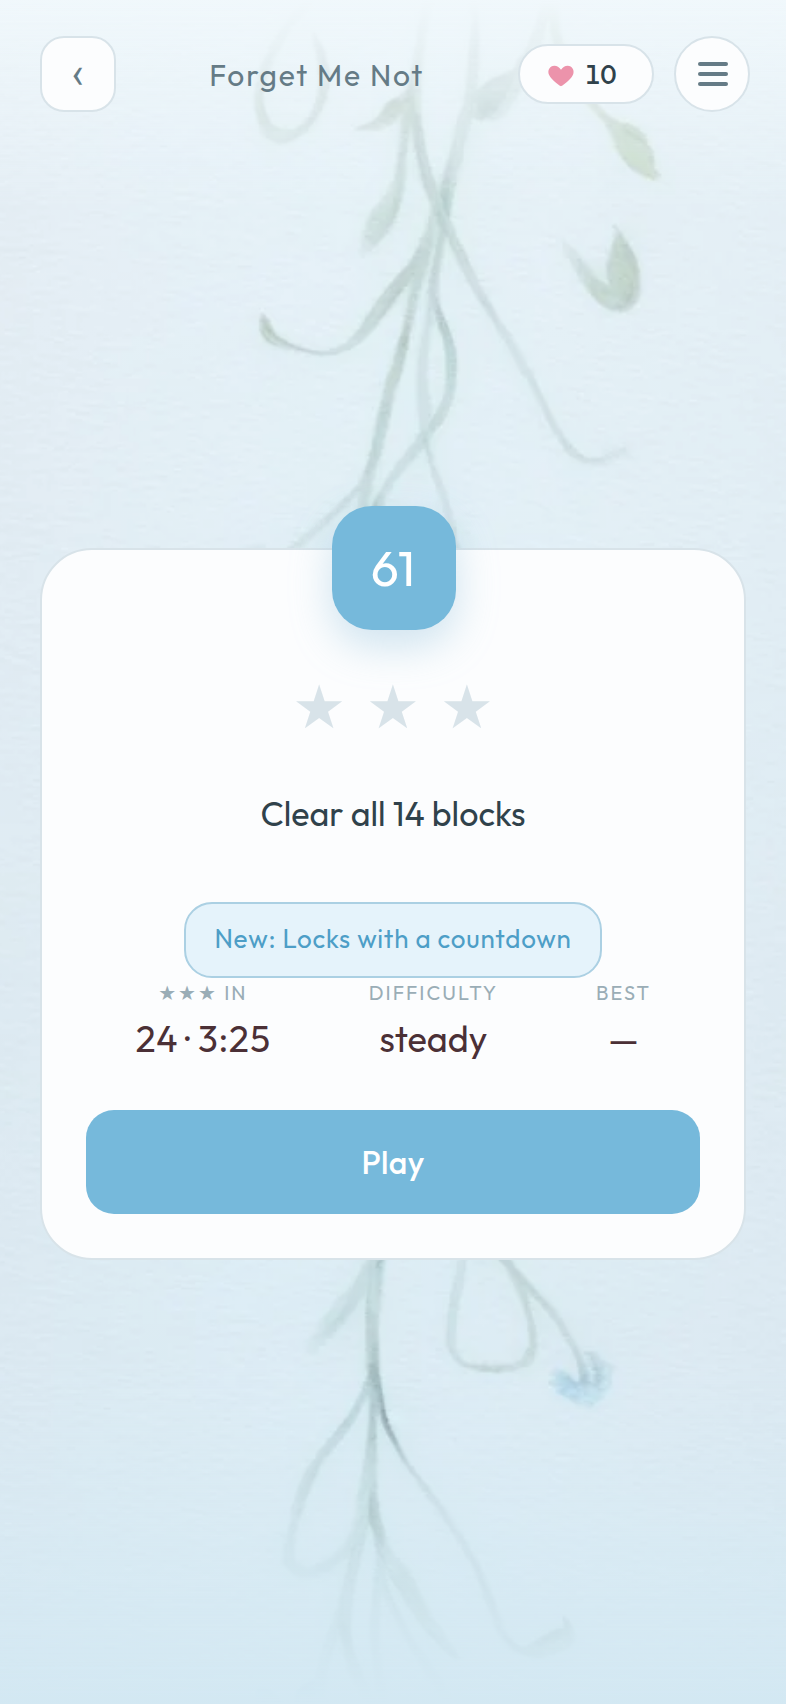 ‹ Forget Me Not 10
61
★ ★ ★
Clear all 14 blocks
New: Locks with a countdown
★★★ IN DIFFICULTY BEST
24 · 3:25 steady —
Play